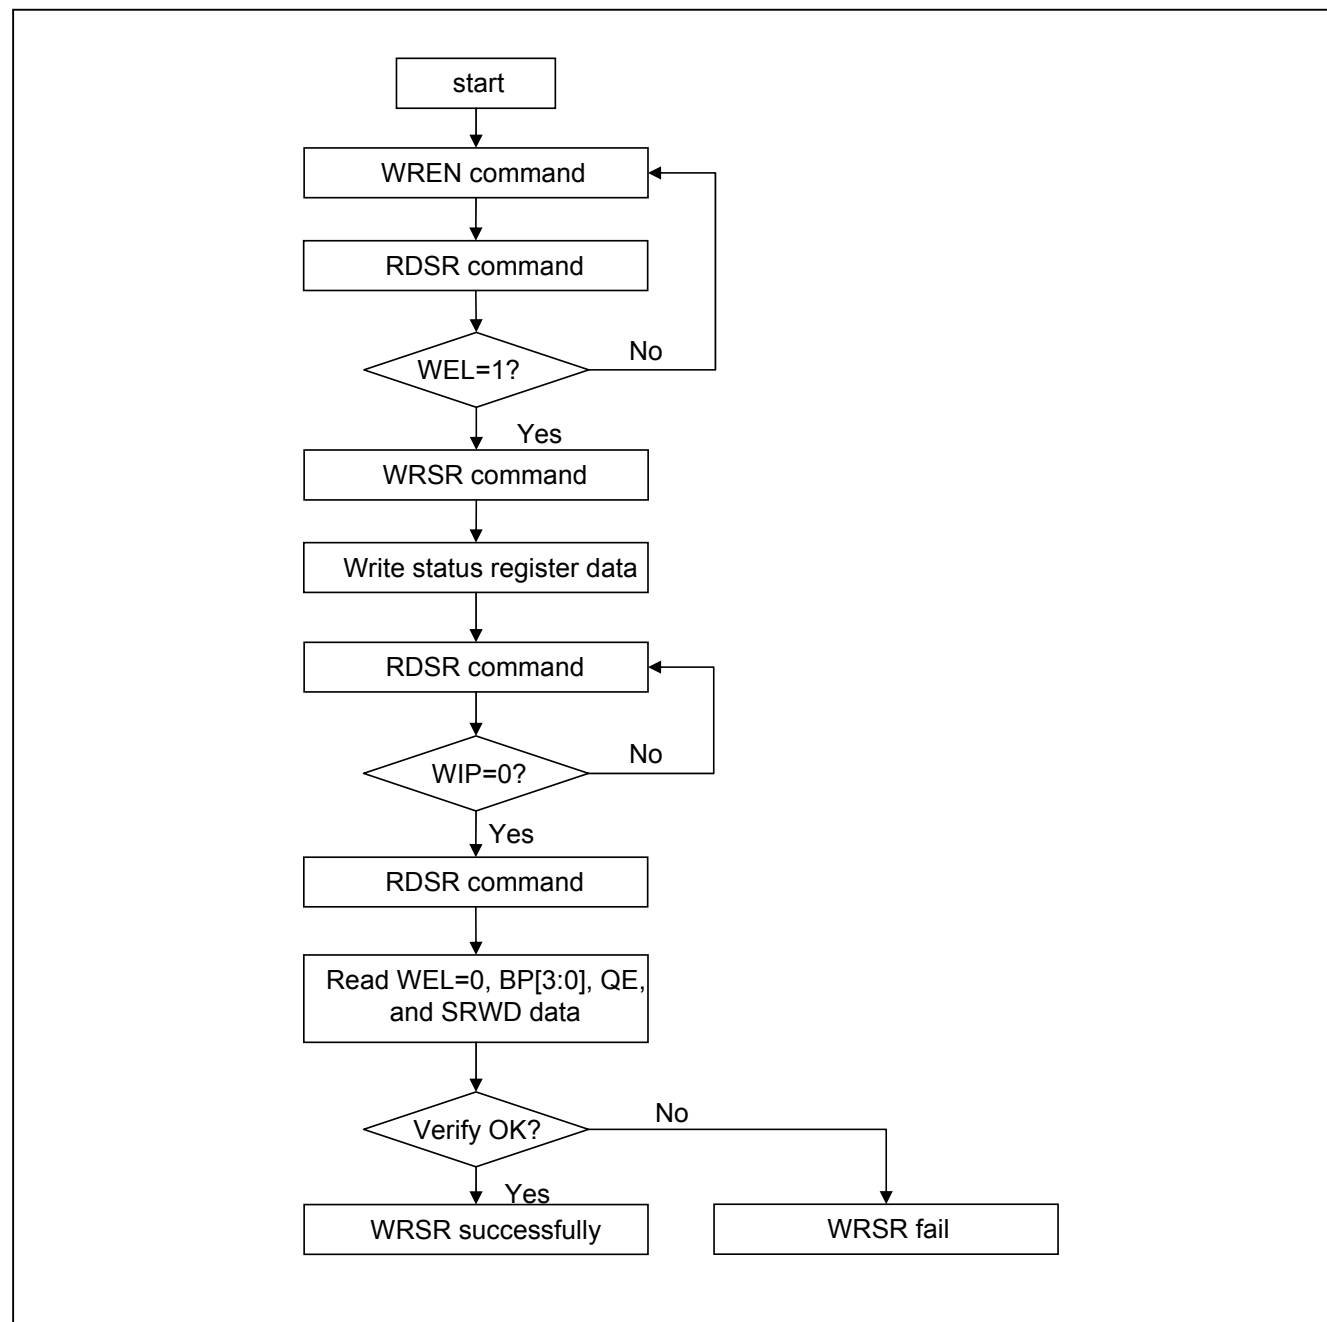 start
WREN command
RDSR command
WEL=1?
No
Yes
WRSR command
Write status register data
RDSR command
WIP=0?
No
Yes
RDSR command
Read WEL=0, BP[3:0], QE,
and SRWD data
Verify OK?
No
Yes
WRSR successfully
WRSR fail